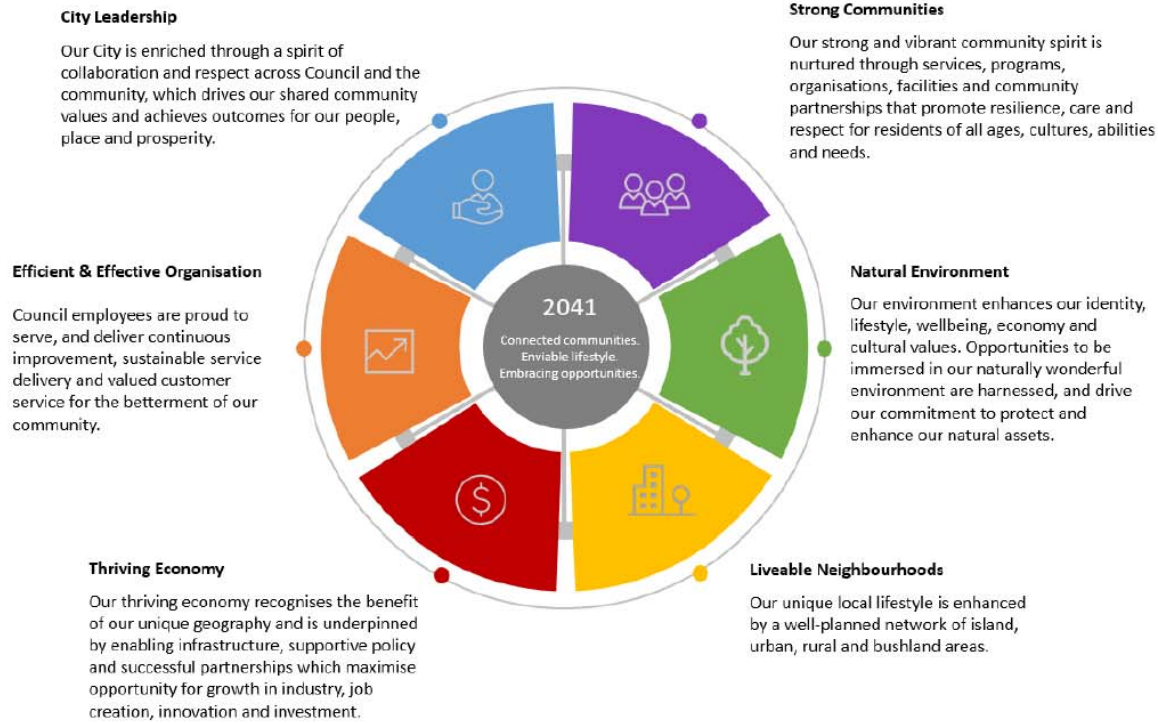 City Leadership
Our City is enriched through a spirit of
collaboration and respect across Council and the
community, which drives our shared community
values and achieves outcomes for our people,
place and prosperity.
Strong Communities
Our strong and vibrant community spirit is
nurtured through services, programs,
organisations, facilities and community
partnerships that promote resilience, care and
respect for residents of all ages, cultures, abilities
and needs.
Efficient & Effective Organisation
Council employees are proud to
serve, and deliver continuous
improvement, sustainable service
delivery and valued customer
service for the betterment of our
community.
2041
Connected communities.
Enviable lifestyle.
Embracing opportunities.
$
Natural Environment
Our environment enhances our identity,
lifestyle, wellbeing, economy and
cultural values. Opportunities to be
immersed in our naturally wonderful
environment are harnessed, and drive
our commitment to protect and
enhance our natural assets.
Thriving Economy
Our thriving economy recognises the benefit
of our unique geography and is underpinned
by enabling infrastructure, supportive policy
and successful partnerships which maximise
opportunity for growth in industry, job
creation, innovation and investment.
Liveable Neighbourhoods
Our unique local lifestyle is enhanced
by a well-planned network of island,
urban, rural and bushland areas.